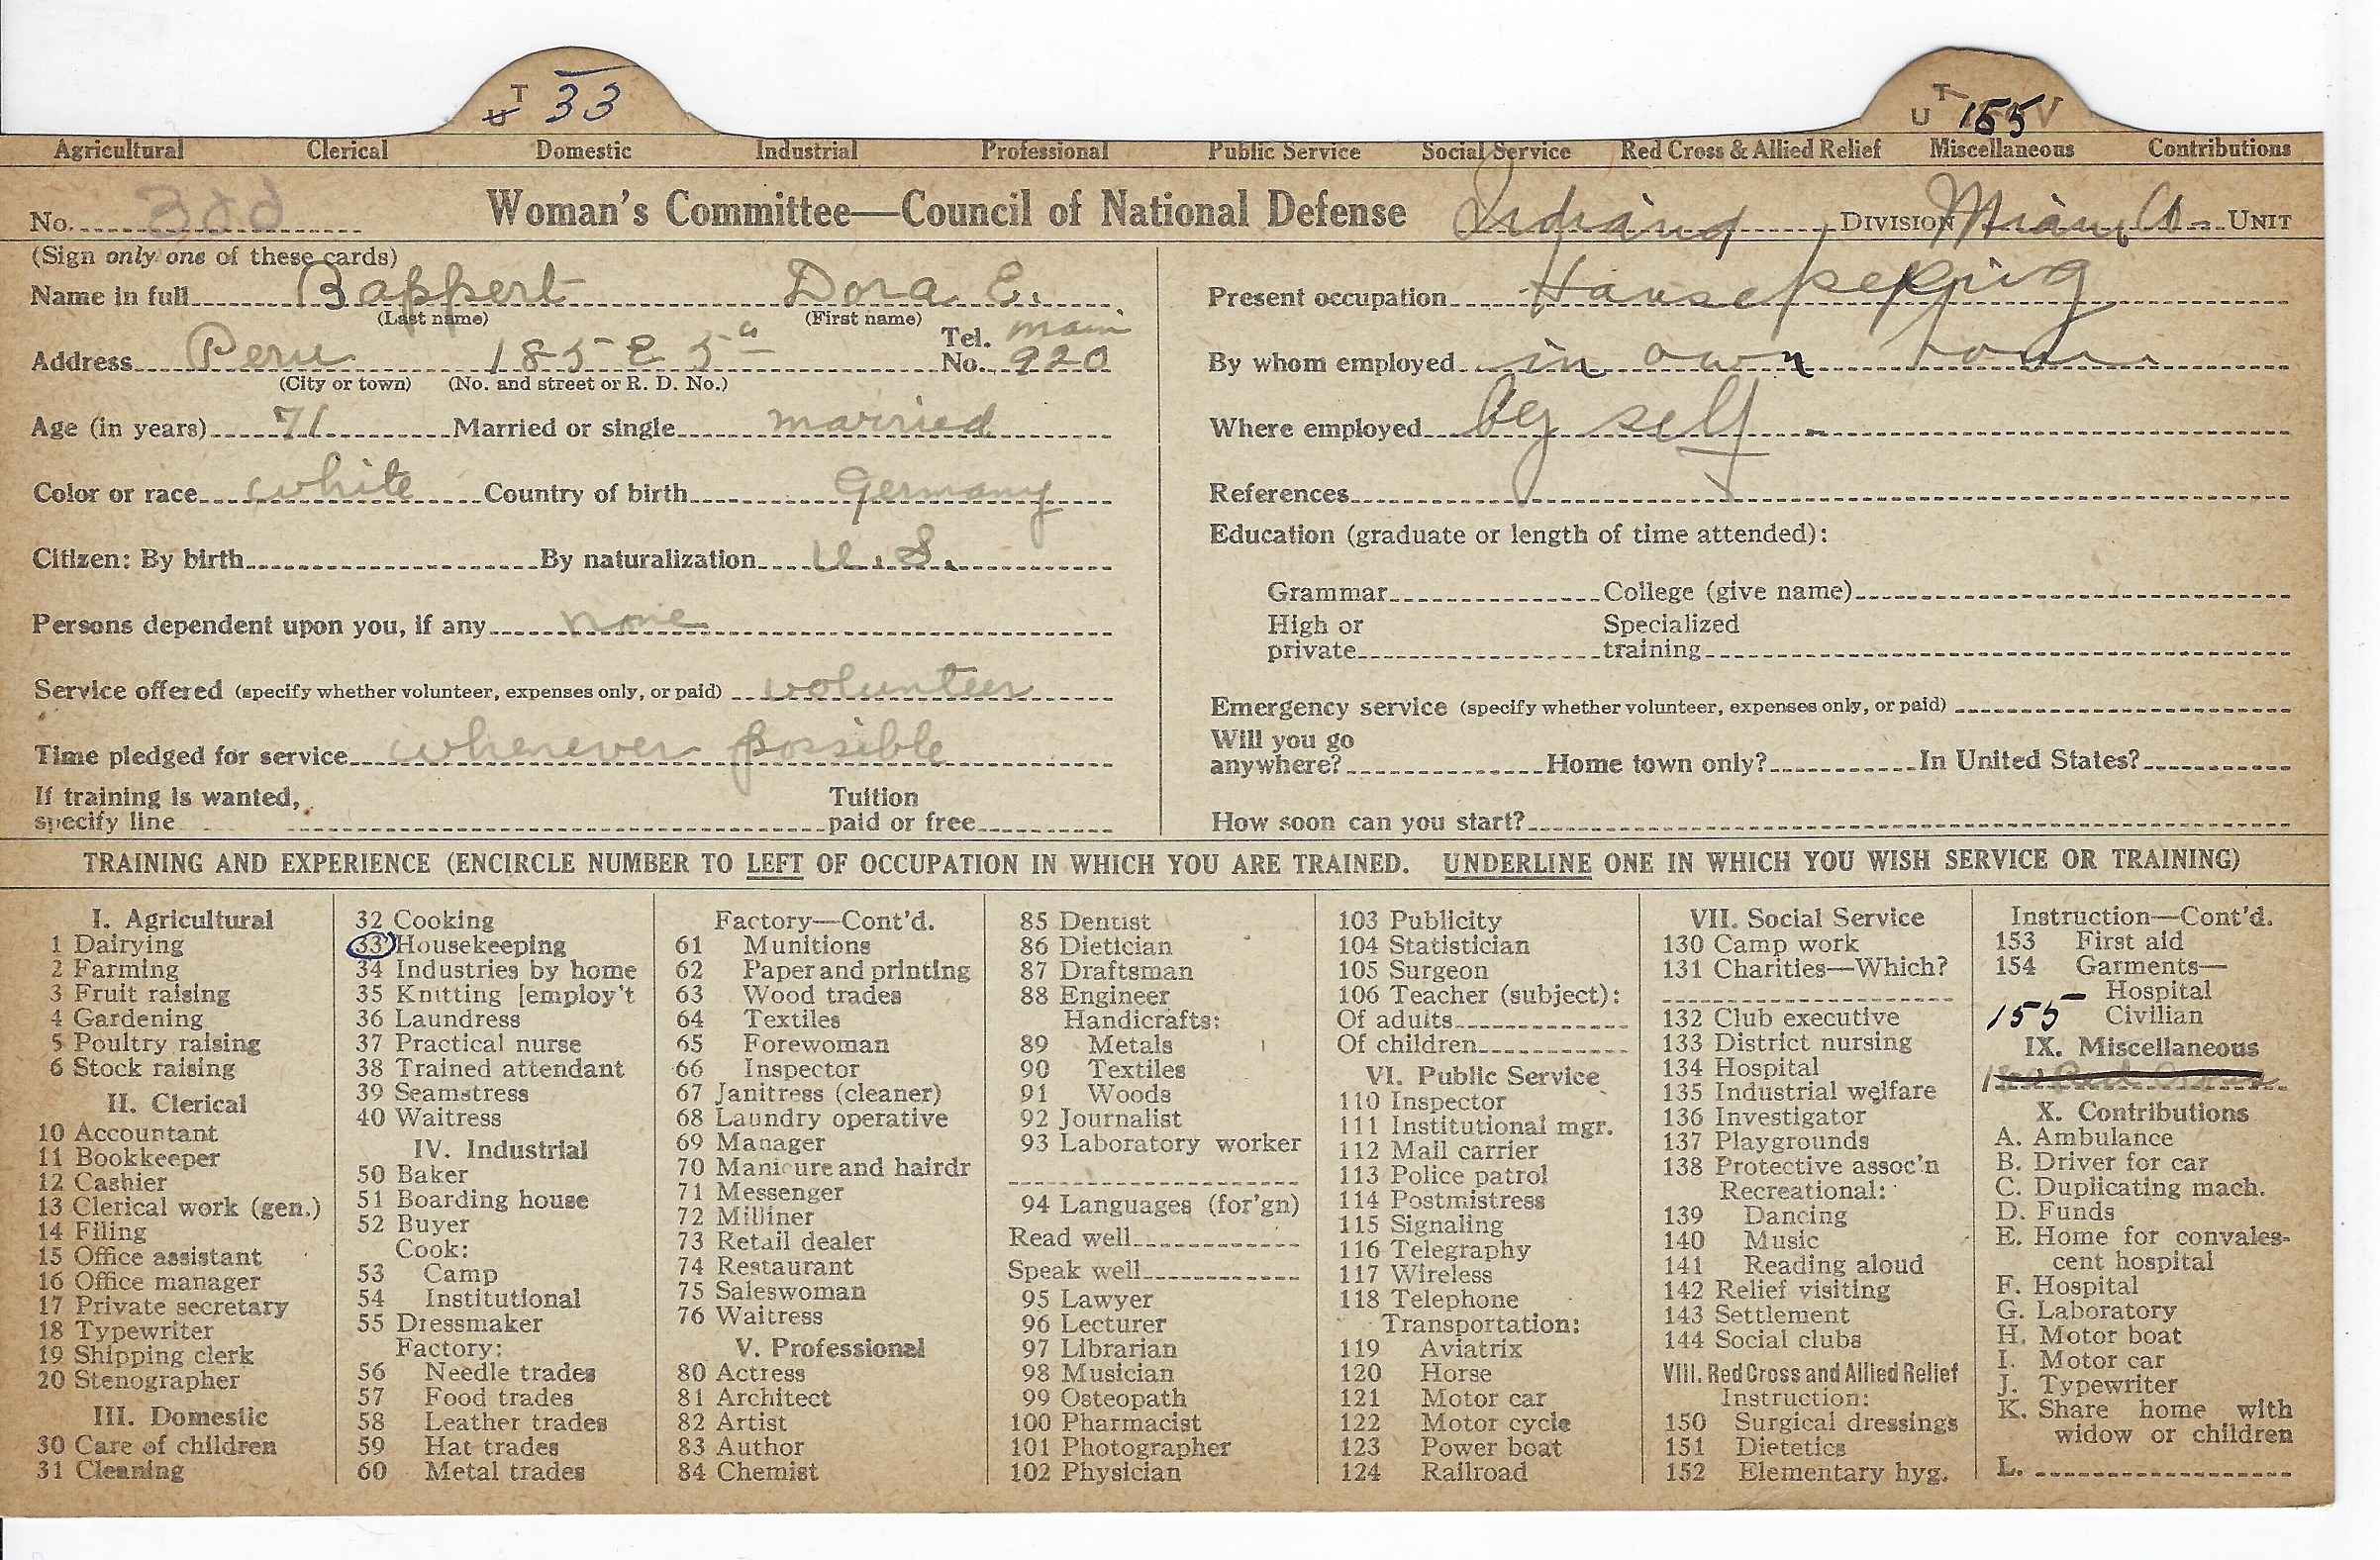 T U 33
U T 155 V
Agricultural Clerical Domestic Industrial Professional Public Service Social Service Red Cross & Allied Relief Miscellaneous Contributions
No.
Woman's Committee—Council of National Defense Indiana DIVISION Miami Co. UNIT
(Sign only one of these cards)
Name in full Bappert Dora E.
(Last name) (First name)
Address Peru 185 E 5th Tel. No. main 920
(City or town) (No. and street or R. D. No.)
Age (in years) 71 Married or single married
Color or race white Country of birth Germany
Citizen: By birth By naturalization U. S.
Persons dependent upon you, if any none
Service offered (specify whether volunteer, expenses only, or paid) volunteer
Time pledged for service whenever possible
If training is wanted, specify line Tuition paid or free
Present occupation Housekeeping
By whom employed in own home
Where employed by self
References
Education (graduate or length of time attended):
Grammar College (give name)
High or private Specialized training
Emergency service (specify whether volunteer, expenses only, or paid)
Will you go anywhere? Home town only? In United States?
How soon can you start?
TRAINING AND EXPERIENCE (ENCIRCLE NUMBER TO LEFT OF OCCUPATION IN WHICH YOU ARE TRAINED. UNDERLINE ONE IN WHICH YOU WISH SERVICE OR TRAINING)
I. Agricultural
1 Dairying
2 Farming
3 Fruit raising
4 Gardening
5 Poultry raising
6 Stock raising
II. Clerical
10 Accountant
11 Bookkeeper
12 Cashier
13 Clerical work (gen.)
14 Filing
15 Office assistant
16 Office manager
17 Private secretary
18 Typewriter
19 Shipping clerk
20 Stenographer
III. Domestic
30 Care of children
31 Cleaning
32 Cooking
33 Housekeeping
34 Industries by home
35 Knitting [employ't
36 Laundress
37 Practical nurse
38 Trained attendant
39 Seamstress
40 Waitress
IV. Industrial
50 Baker
51 Boarding house
52 Buyer
Cook:
53 Camp
54 Institutional
55 Dressmaker
Factory:
56 Needle trades
57 Food trades
58 Leather trades
59 Hat trades
60 Metal trades
Factory—Cont'd.
61 Munitions
62 Paper and printing
63 Wood trades
64 Textiles
65 Forewoman
66 Inspector
67 Janitress (cleaner)
68 Laundry operative
69 Manager
70 Manicure and hairdr
71 Messenger
72 Milliner
73 Retail dealer
74 Restaurant
75 Saleswoman
76 Waitress
V. Professional
80 Actress
81 Architect
82 Artist
83 Author
84 Chemist
85 Dentist
86 Dietician
87 Draftsman
88 Engineer
Handicrafts:
89 Metals
90 Textiles
91 Woods
92 Journalist
93 Laboratory worker
94 Languages (for'gn)
Read well
Speak well
95 Lawyer
96 Lecturer
97 Librarian
98 Musician
99 Osteopath
100 Pharmacist
101 Photographer
102 Physician
103 Publicity
104 Statistician
105 Surgeon
106 Teacher (subject):
Of adults
Of children
VI. Public Service
110 Inspector
111 Institutional mgr.
112 Mail carrier
113 Police patrol
114 Postmistress
115 Signaling
116 Telegraphy
117 Wireless
118 Telephone
Transportation:
119 Aviatrix
120 Horse
121 Motor car
122 Motor cycle
123 Power boat
124 Railroad
VII. Social Service
130 Camp work
131 Charities—Which?
132 Club executive
133 District nursing
134 Hospital
135 Industrial welfare
136 Investigator
137 Playgrounds
138 Protective assoc'n
Recreational:
139 Dancing
140 Music
141 Reading aloud
142 Relief visiting
143 Settlement
144 Social clubs
VIII. Red Cross and Allied Relief
Instruction:
150 Surgical dressings
151 Dietetics
152 Elementary hyg.
Instruction—Cont'd.
153 First aid
154 Garments—
Hospital
155 Civilian
IX. Miscellaneous
X. Contributions
A. Ambulance
B. Driver for car
C. Duplicating mach.
D. Funds
E. Home for convales-
cent hospital
F. Hospital
G. Laboratory
H. Motor boat
I. Motor car
J. Typewriter
K. Share home with
widow or children
L.